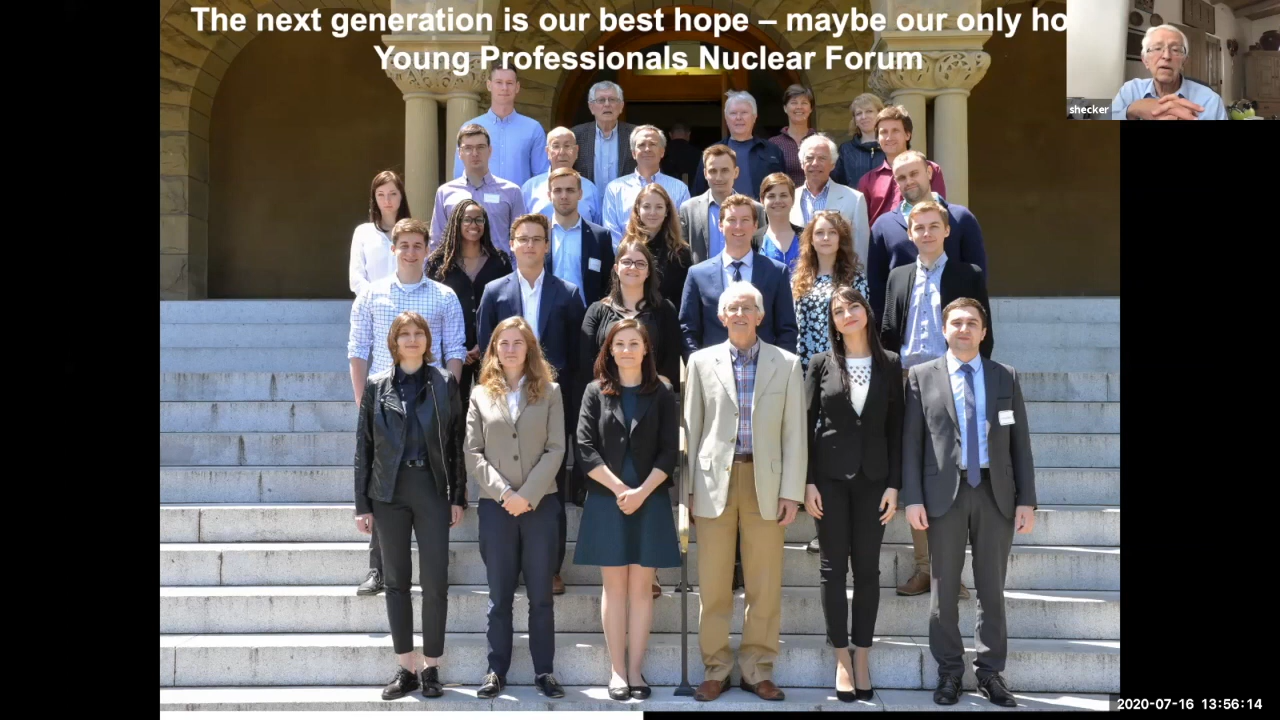 The next generation is our best hope – maybe our only ho
Young Professionals Nuclear Forum
shecker
2020-07-16 13:56:14